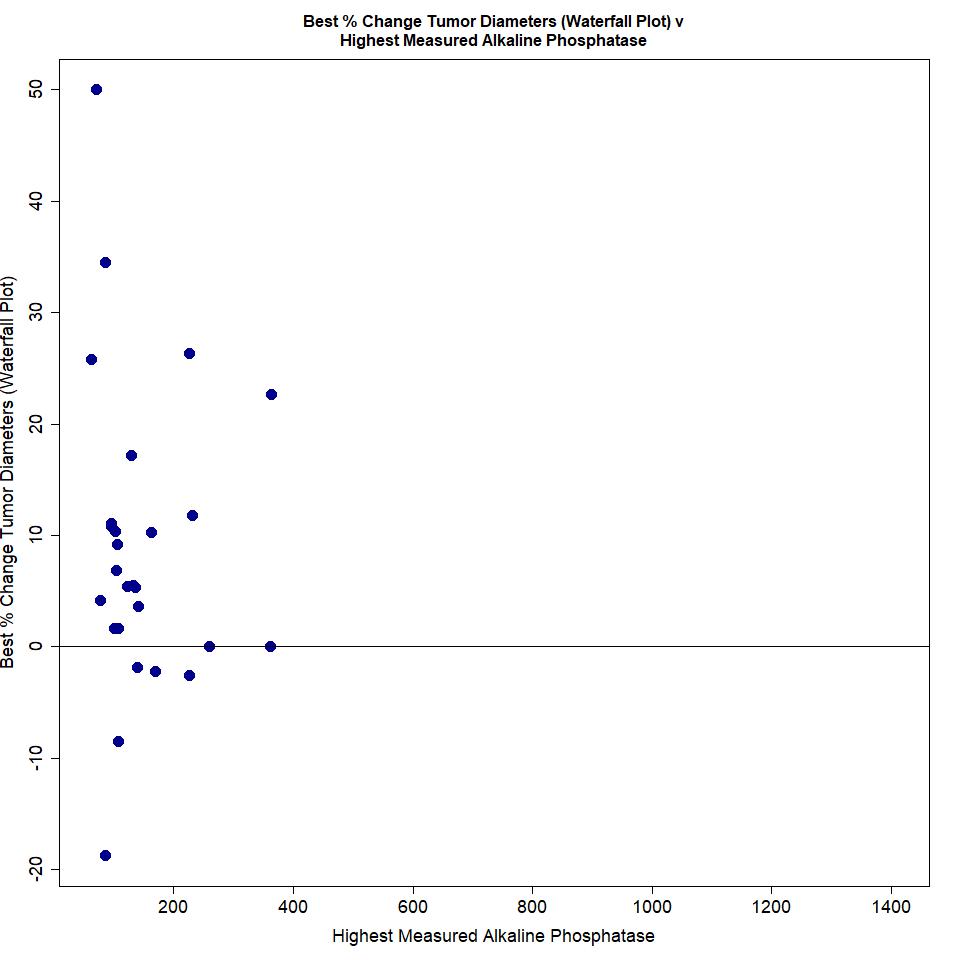 Best % Change Tumor Diameters (Waterfall Plot) v
Highest Measured Alkaline Phosphatase
Best % Change Tumor Diameters (Waterfall Plot)
50
40
30
20
10
0
-10
-20
200 400 600 800 1000 1200 1400
Highest Measured Alkaline Phosphatase